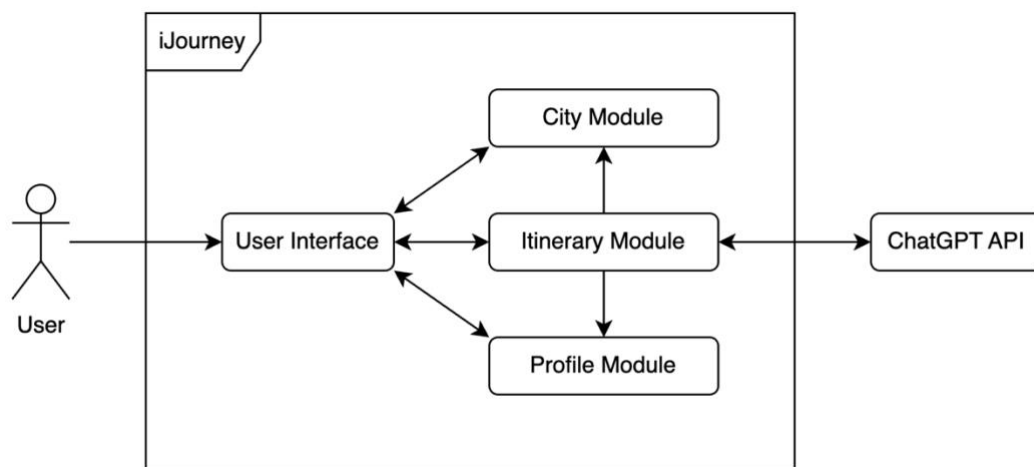 iJourney
City Module
User Interface
Itinerary Module
ChatGPT API
User
Profile Module